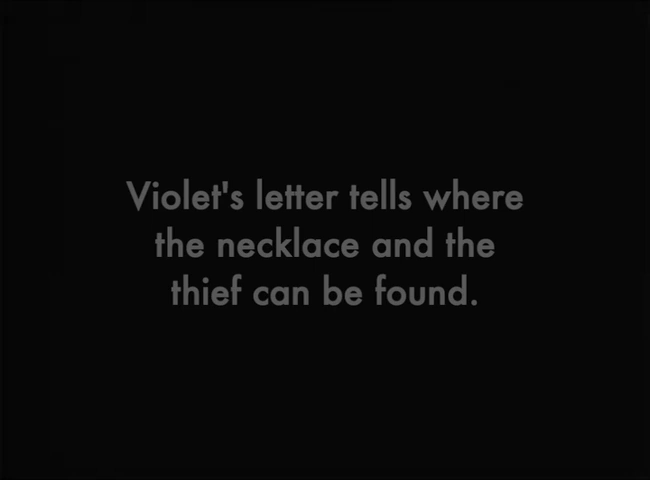 Violet's letter tells where
the necklace and the
thief can be found.